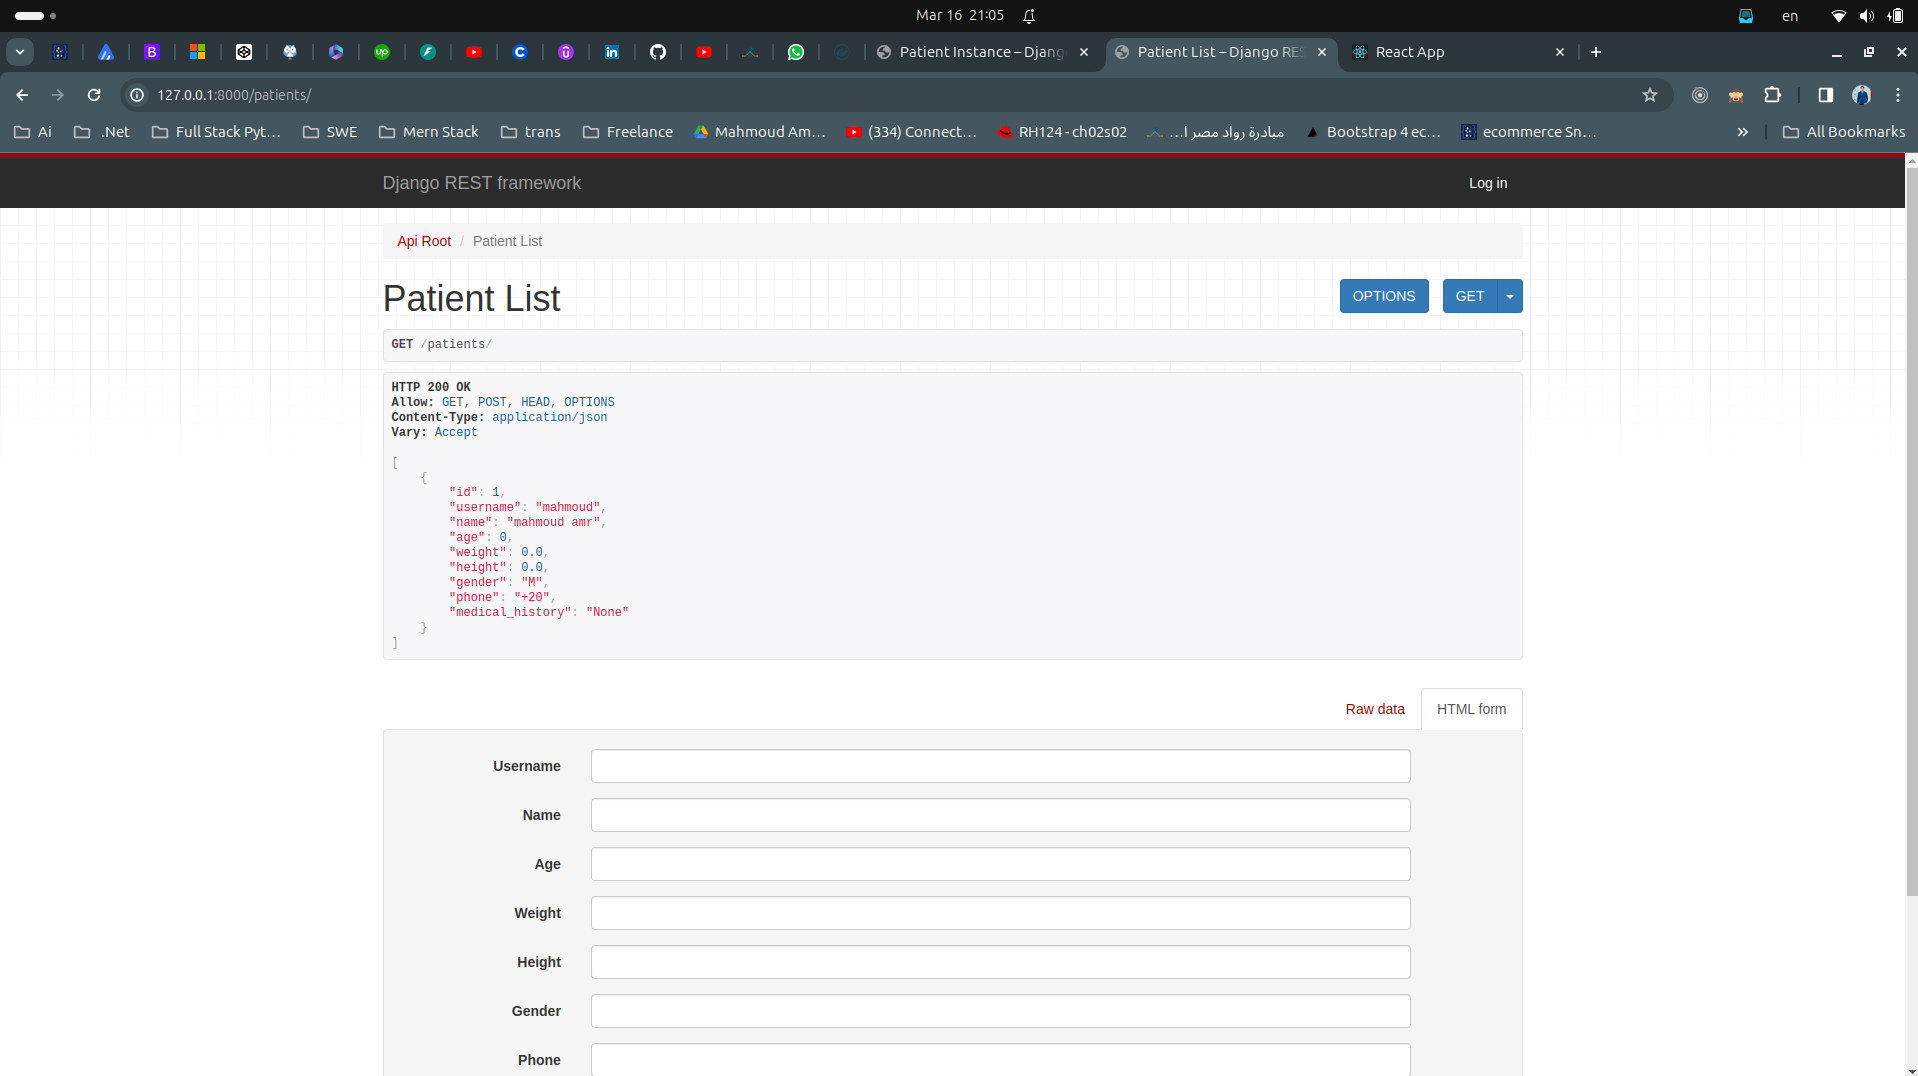 Mar 16 21:05
en
Patient Instance – Djang
Patient List – Django RES
React App
127.0.0.1:8000/patients/
Ai
.Net
Full Stack Pyt...
SWE
Mern Stack
trans
Freelance
Mahmoud Am...
(334) Connect...
RH124 - ch02s02
مبادرة رواد مصر ا...
Bootstrap 4 ec...
ecommerce Sn...
»
All Bookmarks
Django REST framework
Log in
Api Root / Patient List
Patient List
OPTIONS
GET
GET /patients/
HTTP 200 OK
Allow: GET, POST, HEAD, OPTIONS
Content-Type: application/json
Vary: Accept
[
{
"id": 1,
"username": "mahmoud",
"name": "mahmoud amr",
"age": 0,
"weight": 0.0,
"height": 0.0,
"gender": "M",
"phone": "+20",
"medical_history": "None"
}
]
Raw data
HTML form
Username
Name
Age
Weight
Height
Gender
Phone